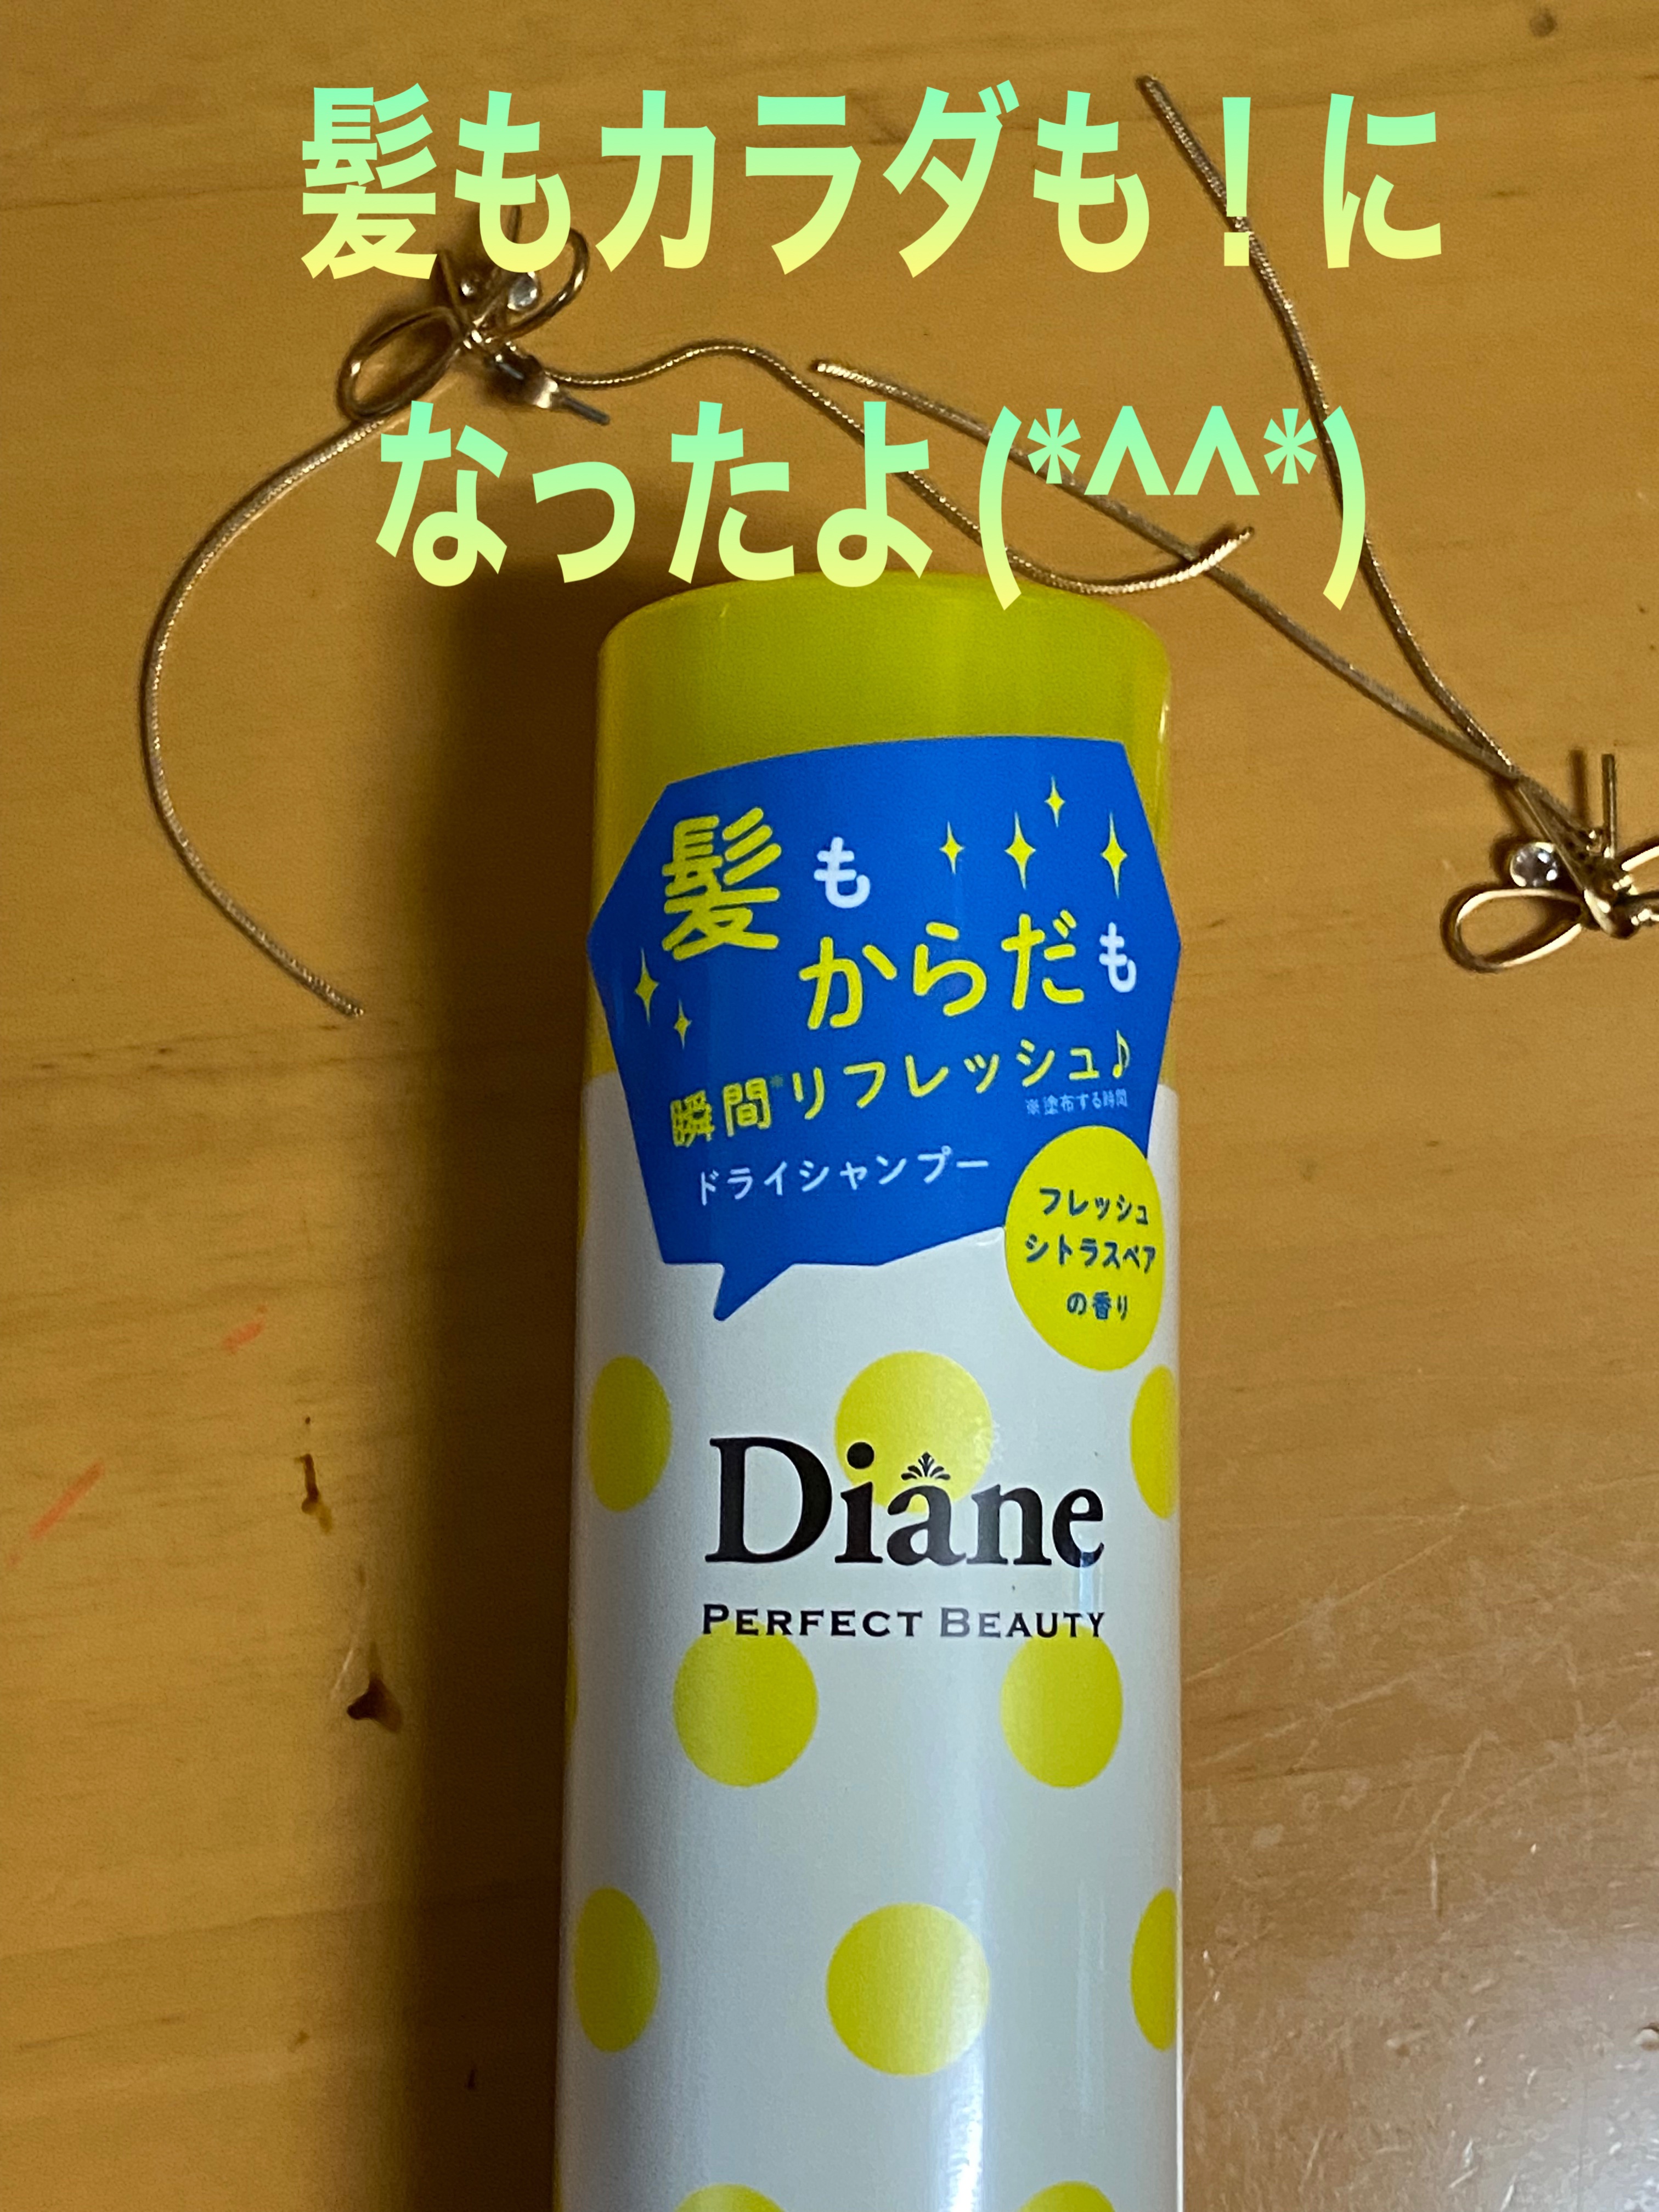 髪もカラダも！に
なったよ(*^^*)
髪も
からだも
瞬間※リフレッシュ♪
※塗布する時間
ドライシャンプー
フレッシュ
シトラスペア
の香り
Diane
PERFECT BEAUTY